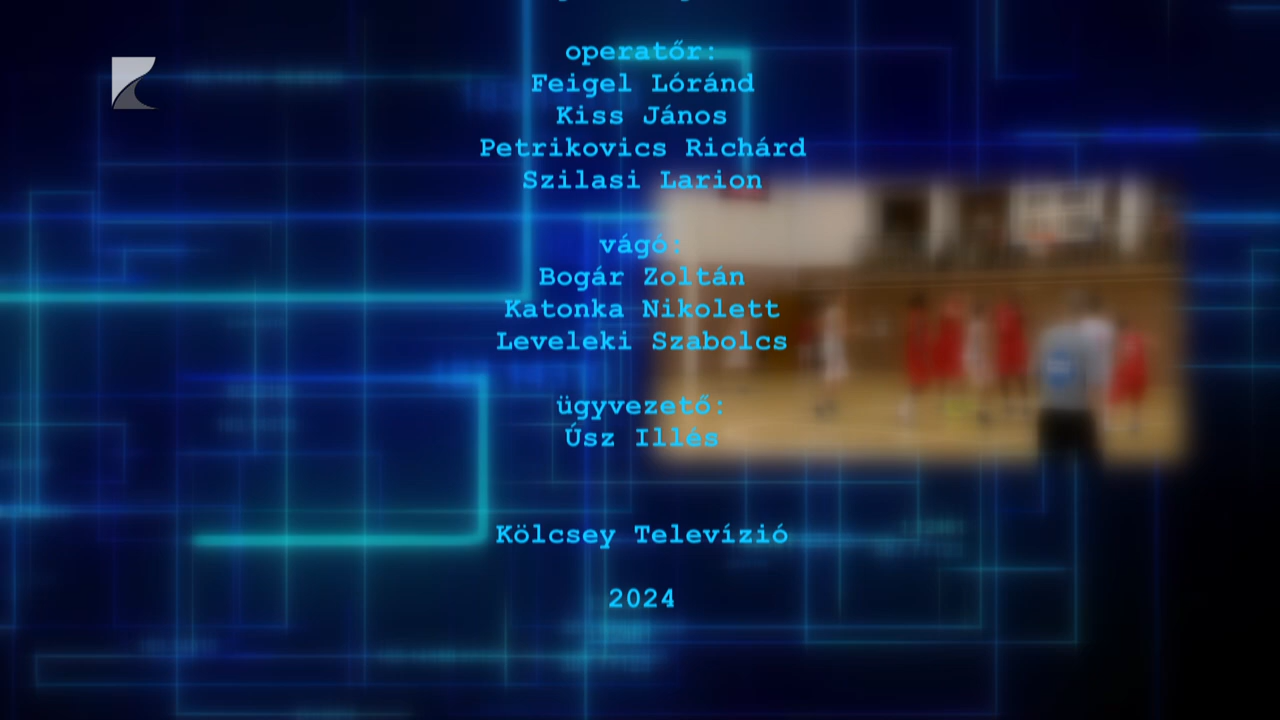 operatőr:
Feigel Lóránd
Kiss János
Petrikovics Richárd
Szilasi Larion
vágó:
Bogár Zoltán
Katonka Nikolett
Leveleki Szabolcs
ügyvezető:
Úsz Illés
Kölcsey Televízió
2024